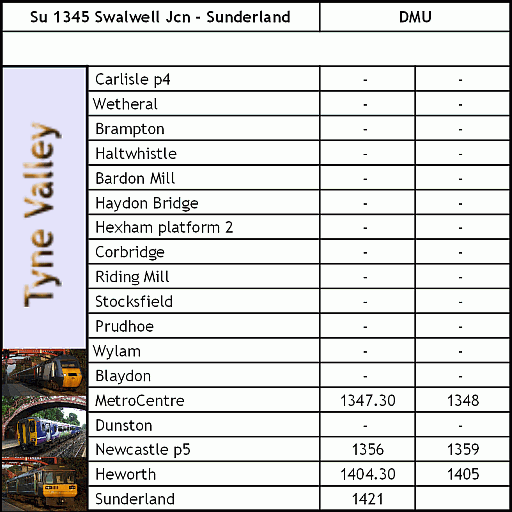 Su 1345 Swalwell Jcn - Sunderland DMU
Tyne Valley
Carlisle p4 - -
Wetheral - -
Brampton - -
Haltwhistle - -
Bardon Mill - -
Haydon Bridge - -
Hexham platform 2 - -
Corbridge - -
Riding Mill - -
Stocksfield - -
Prudhoe - -
Wylam - -
Blaydon - -
MetroCentre 1347.30 1348
Dunston - -
Newcastle p5 1356 1359
Heworth 1404.30 1405
Sunderland 1421